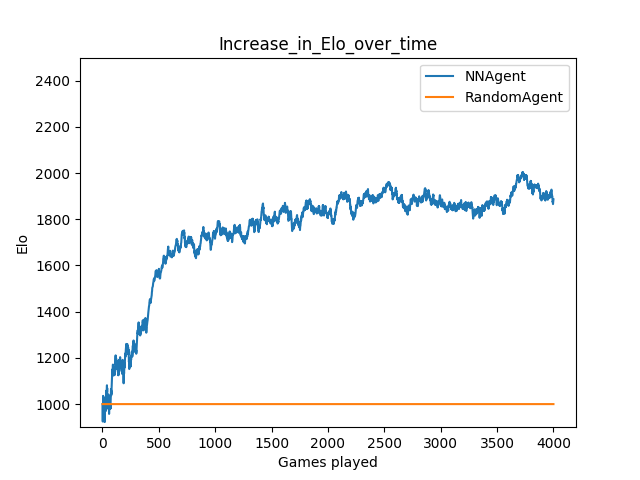 Increase_in_Elo_over_time
NNAgent
RandomAgent
2400
2200
2000
1800
1600
1400
1200
1000
Elo
0 500 1000 1500 2000 2500 3000 3500 4000
Games played